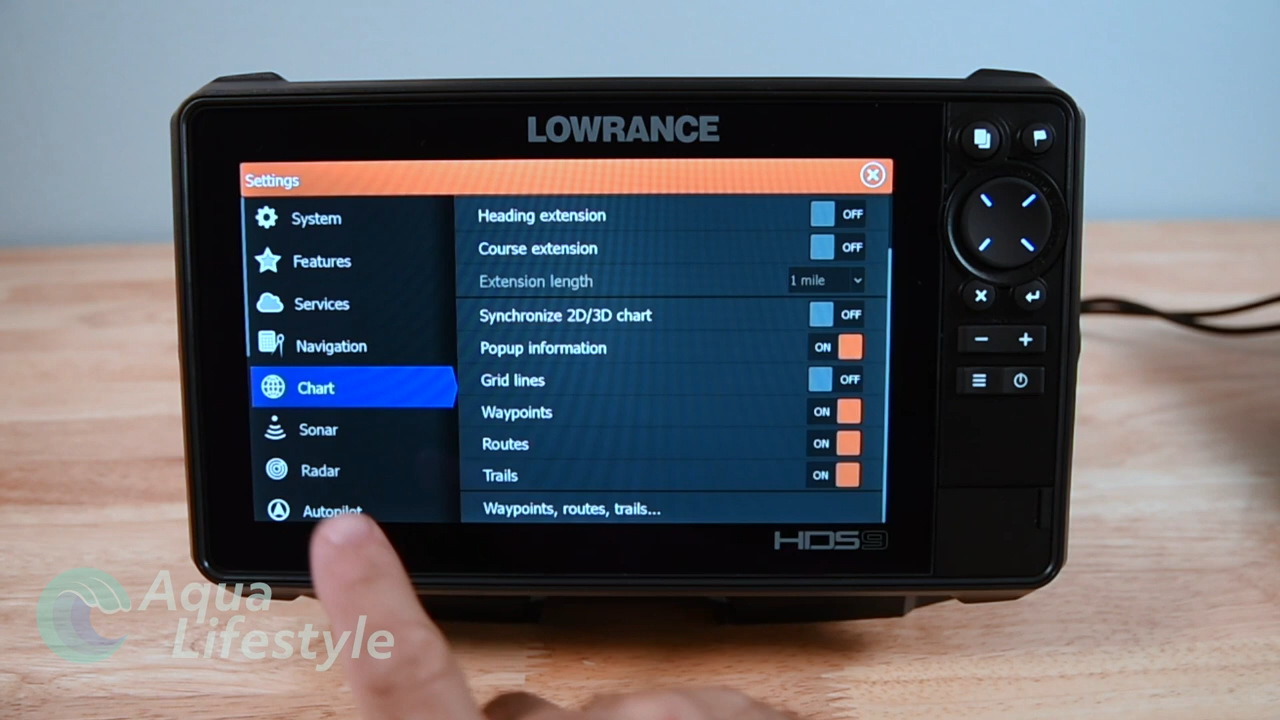 LOWRANCE
Settings
System
Features
Services
Navigation
Chart
Sonar
Radar
Autopilot
Heading extension OFF
Course extension OFF
Extension length 1 mile
Synchronize 2D/3D chart OFF
Popup information ON
Grid lines OFF
Waypoints ON
Routes ON
Trails ON
Waypoints, routes, trails...
HDS9
Aqua
Lifestyle